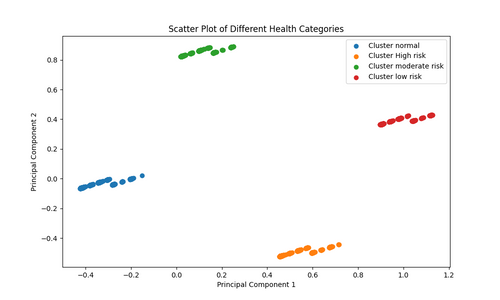 Scatter Plot of Different Health Categories
Cluster normal
Cluster High risk
Cluster moderate risk
Cluster low risk
Principal Component 2
0.8
0.6
0.4
0.2
0.0
−0.2
−0.4
−0.4
−0.2
0.0
0.2
0.4
0.6
0.8
1.0
1.2
Principal Component 1